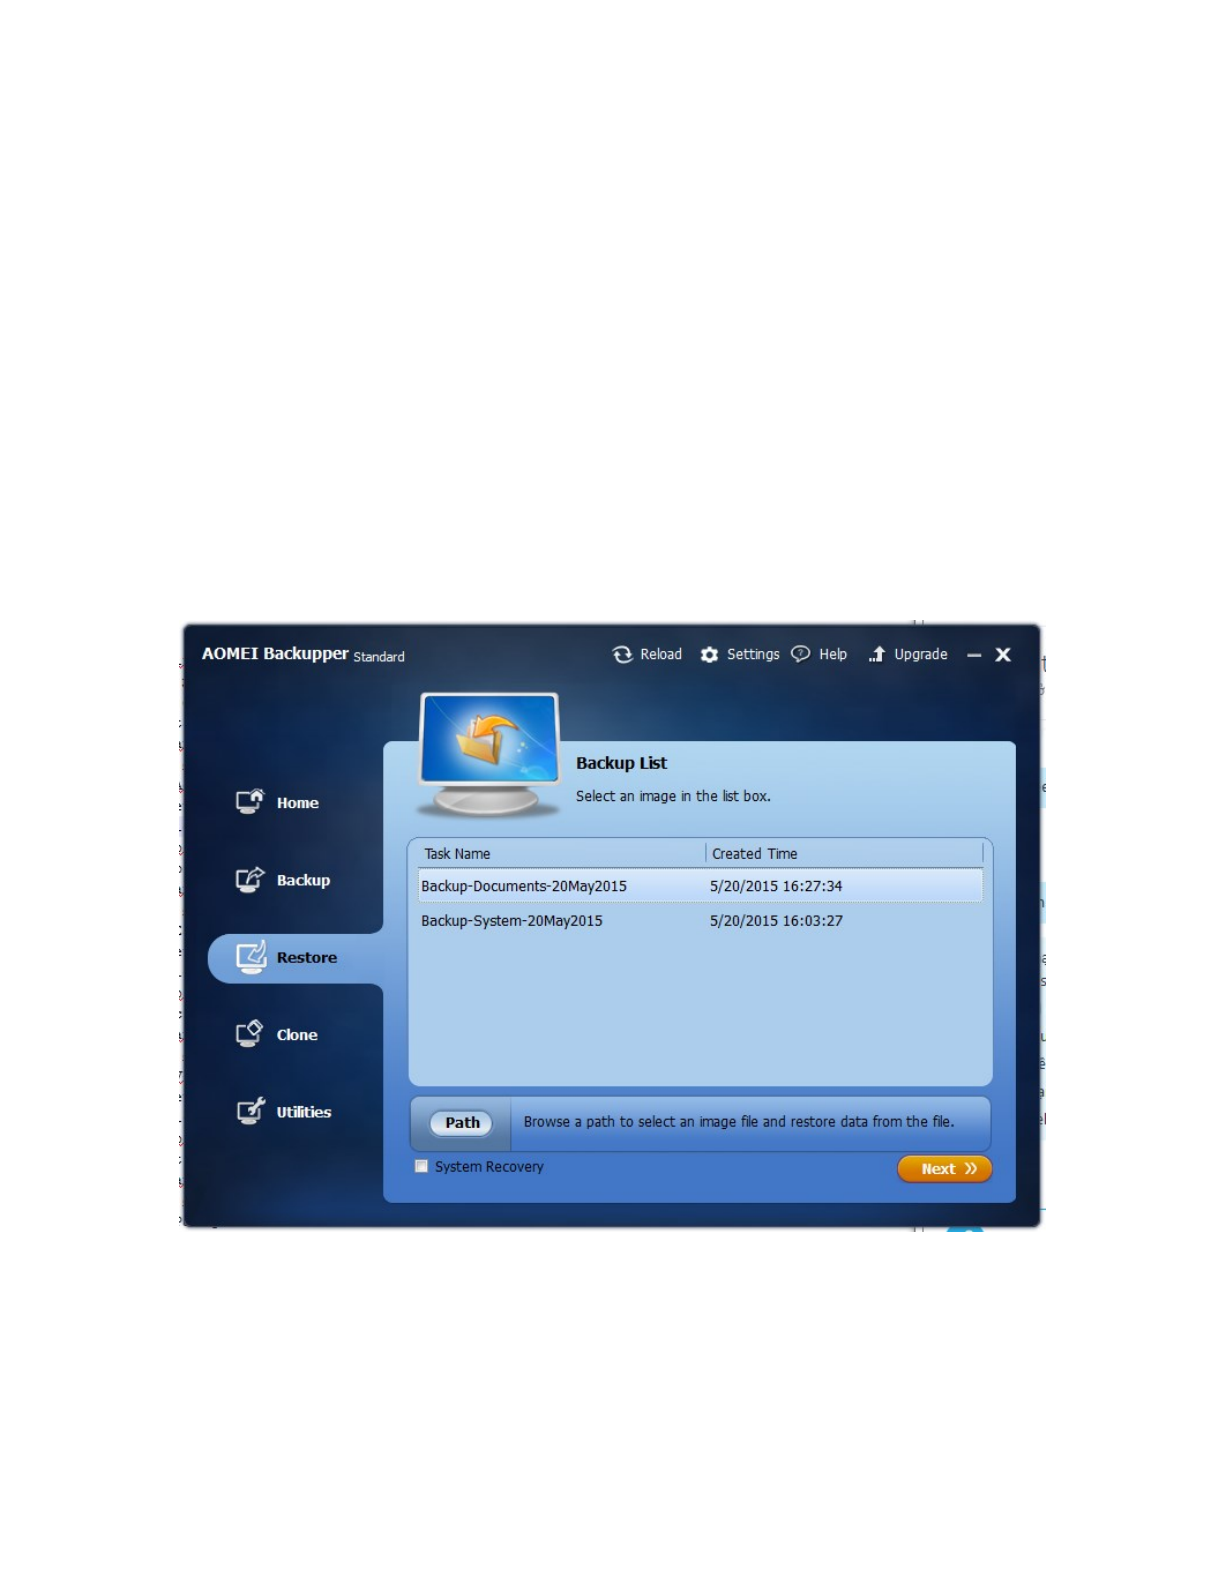 AOMEI Backupper Standard
Reload Settings Help Upgrade
Backup List
Select an image in the list box.
Home
Backup
Restore
Clone
Utilities
Task Name Created Time
Backup-Documents-20May2015 5/20/2015 16:27:34
Backup-System-20May2015 5/20/2015 16:03:27
Path Browse a path to select an image file and restore data from the file.
System Recovery
Next